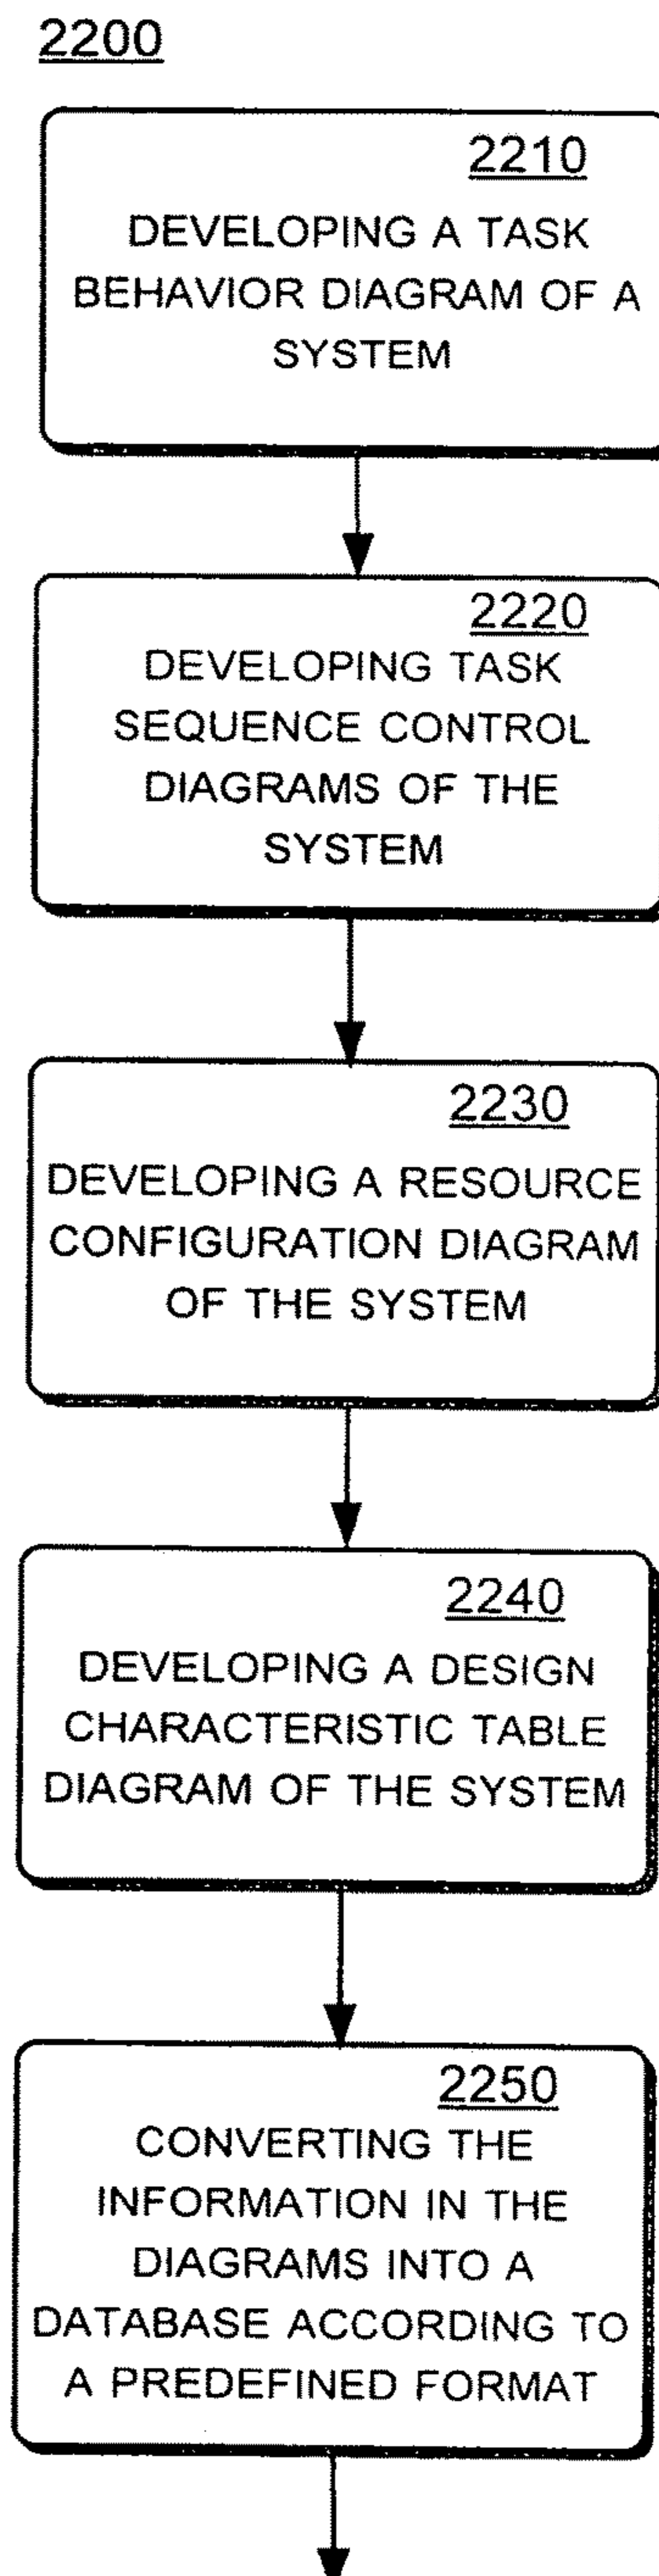 2200
2210
DEVELOPING A TASK
BEHAVIOR DIAGRAM OF A
SYSTEM
2220
DEVELOPING TASK
SEQUENCE CONTROL
DIAGRAMS OF THE
SYSTEM
2230
DEVELOPING A RESOURCE
CONFIGURATION DIAGRAM
OF THE SYSTEM
2240
DEVELOPING A DESIGN
CHARACTERISTIC TABLE
DIAGRAM OF THE SYSTEM
2250
CONVERTING THE
INFORMATION IN THE
DIAGRAMS INTO A
DATABASE ACCORDING TO
A PREDEFINED FORMAT